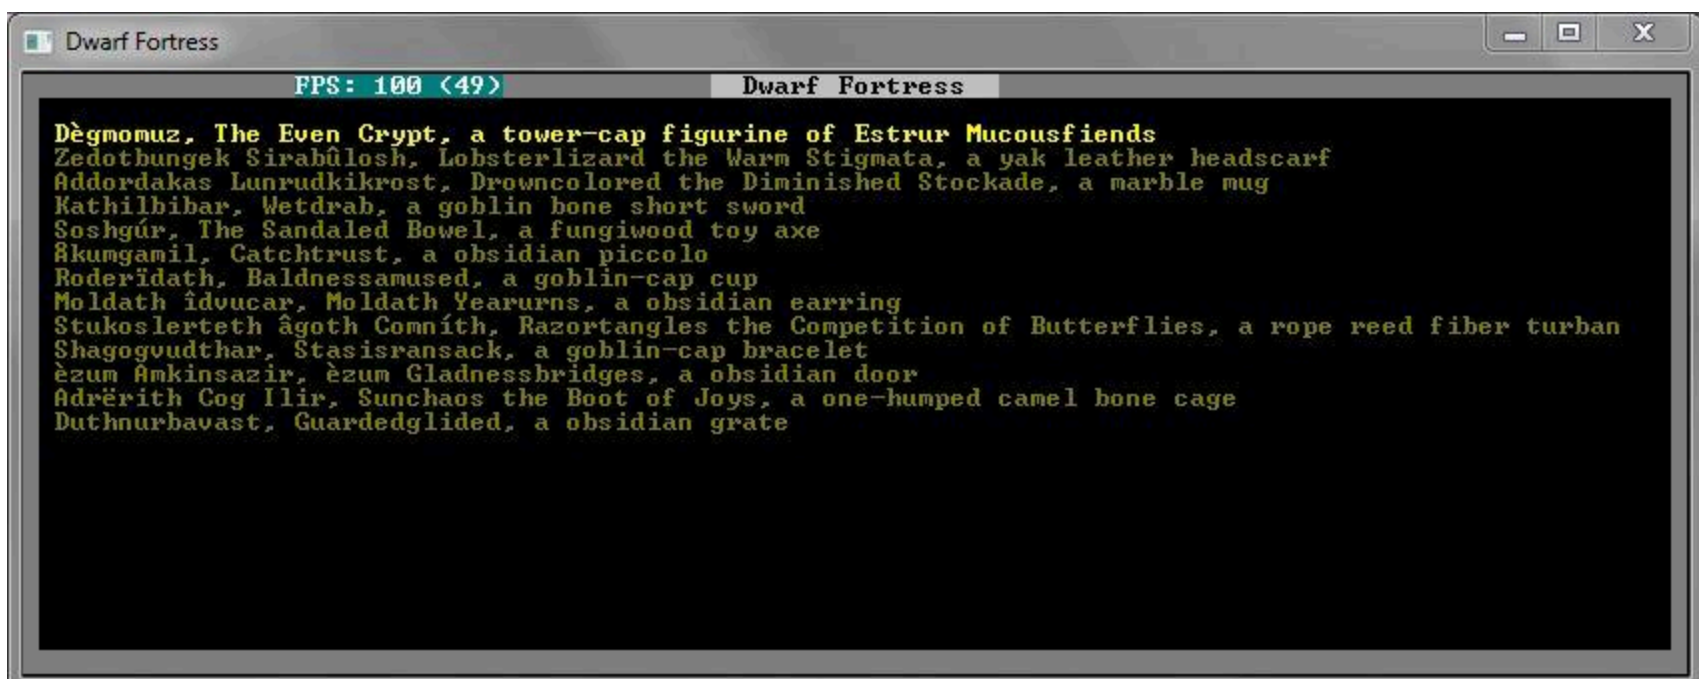 Dwarf Fortress
FPS: 100 (49) Dwarf Fortress
Dègmomuz, The Even Crypt, a tower-cap figurine of Estrur Mucousfiends
Zedotbungek Sirabûlosh, Lobsterlizard the Warm Stigmata, a yak leather headscarf
Addordakas Lunrudkikrost, Drowncolored the Diminished Stockade, a marble mug
Kathilbibar, Wetdrab, a goblin bone short sword
Soshgúr, The Sandaled Bowel, a fungiwood toy axe
Åkumgamil, Catchtrust, a obsidian piccolo
Roderïdath, Baldnessamused, a goblin-cap cup
Moldath îdvucar, Moldath Yearurns, a obsidian earring
Stukoslerteth âgoth Comníth, Razortangles the Competition of Butterflies, a rope reed fiber turban
Shagogvudthar, Stasisransack, a goblin-cap bracelet
èzum Åmkinsazir, èzum Gladnessbridges, a obsidian door
Adrërith Cog Ilir, Sunchaos the Boot of Joys, a one-humped camel bone cage
Duthnurbavast, Guardedglided, a obsidian grate